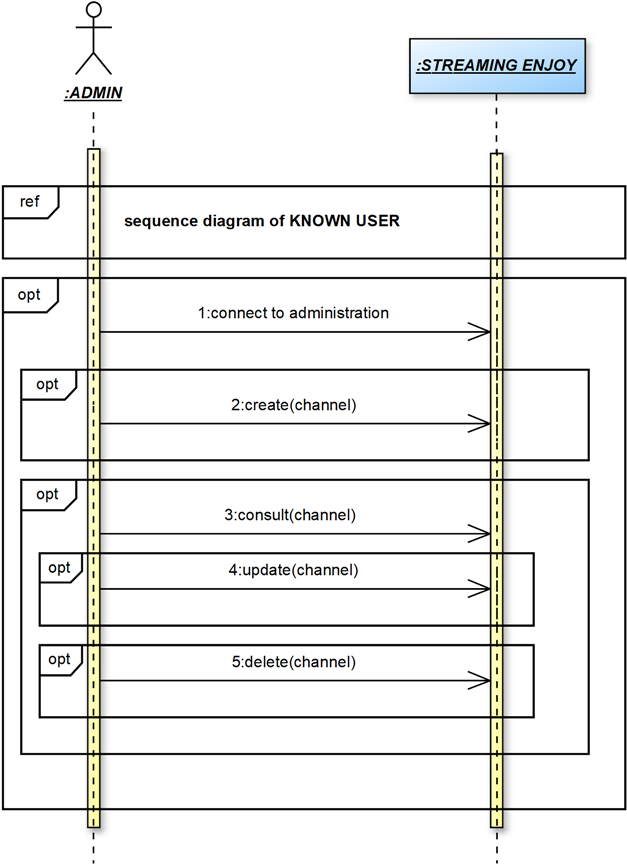 :ADMIN
:STREAMING ENJOY
ref
sequence diagram of KNOWN USER
opt
1:connect to administration
opt
2:create(channel)
opt
3:consult(channel)
opt
4:update(channel)
opt
5:delete(channel)